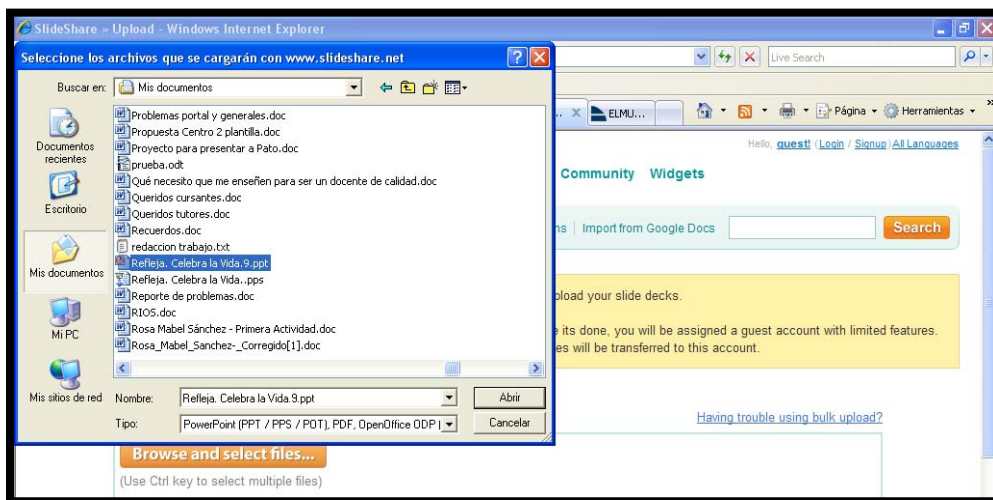 SlideShare » Upload - Windows Internet Explorer
Seleccione los archivos que se cargarán con www.slideshare.net
Buscar en:
Mis documentos
Documentos recientes
Escritorio
Mis documentos
Mi PC
Mis sitios de red
Problemas portal y generales.doc
Propuesta Centro 2 plantilla.doc
Proyecto para presentar a Pato.doc
prueba.odt
Qué necesito que me enseñen para ser un docente de calidad.doc
Queridos cursantes.doc
Queridos tutores.doc
Recuerdos.doc
redaccion trabajo.txt
Refleja. Celebra la Vida.9.ppt
Refleja. Celebra la Vida..pps
Reporte de problemas.doc
RIOS.doc
Rosa Mabel Sánchez - Primera Actividad.doc
Rosa_Mabel_Sanchez-_Corregido[1].doc
Nombre: Refleja. Celebra la Vida.9.ppt
Abrir
Tipo: PowerPoint (PPT / PPS / POT), PDF, OpenOffice ODP
Cancelar
Live Search
ELMU...
Página
Herramientas
Hello, guest! (Login / Signup) All Languages
Community Widgets
ns | Import from Google Docs
Search
pload your slide decks.
e its done, you will be assigned a guest account with limited features.
es will be transferred to this account.
Having trouble using bulk upload?
Browse and select files...
(Use Ctrl key to select multiple files)